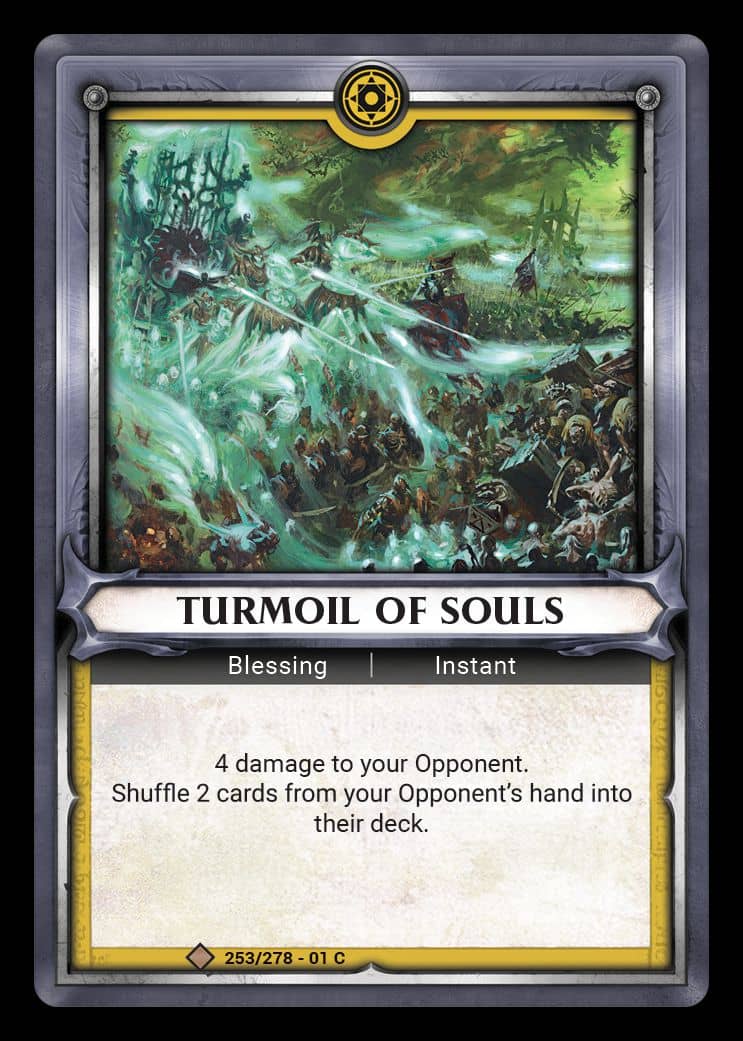 TURMOIL OF SOULS
Blessing | Instant
4 damage to your Opponent.
Shuffle 2 cards from your Opponent's hand into
their deck.
253/278 - 01 C